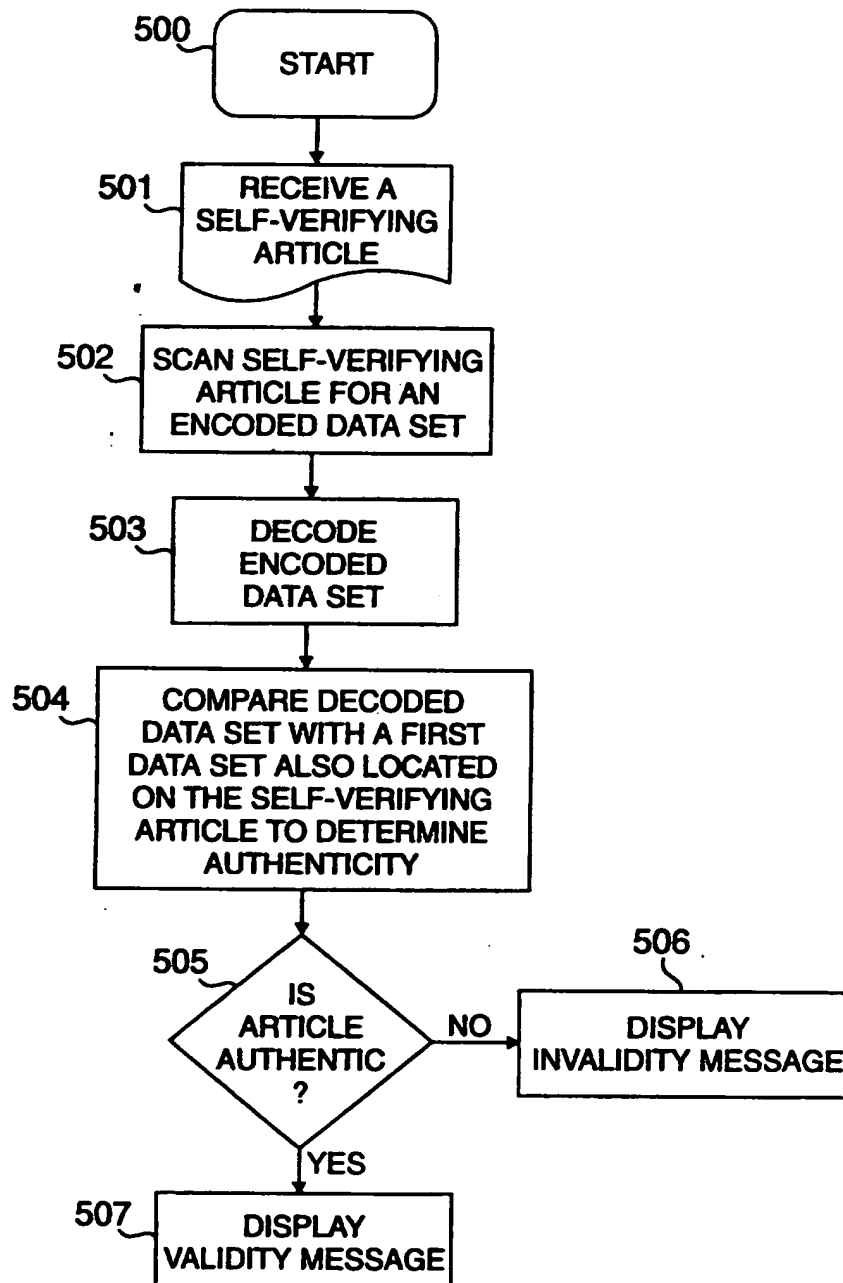 500
START
501
RECEIVE A
SELF-VERIFYING
ARTICLE
502
SCAN SELF-VERIFYING
ARTICLE FOR AN
ENCODED DATA SET
503
DECODE
ENCODED
DATA SET
504
COMPARE DECODED
DATA SET WITH A FIRST
DATA SET ALSO LOCATED
ON THE SELF-VERIFYING
ARTICLE TO DETERMINE
AUTHENTICITY
505
IS
ARTICLE
AUTHENTIC
?
NO
506
DISPLAY
INVALIDITY MESSAGE
YES
507
DISPLAY
VALIDITY MESSAGE